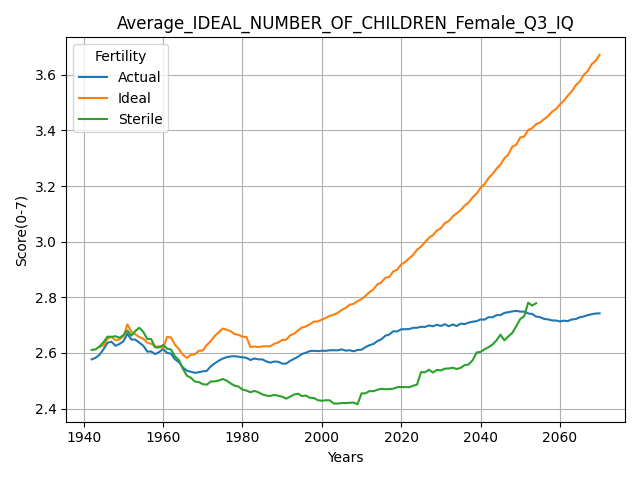 Average_IDEAL_NUMBER_OF_CHILDREN_Female_Q3_IQ
Fertility
Actual
Ideal
Sterile
Score(0-7)
3.6
3.4
3.2
3.0
2.8
2.6
2.4
1940 1960 1980 2000 2020 2040 2060
Years